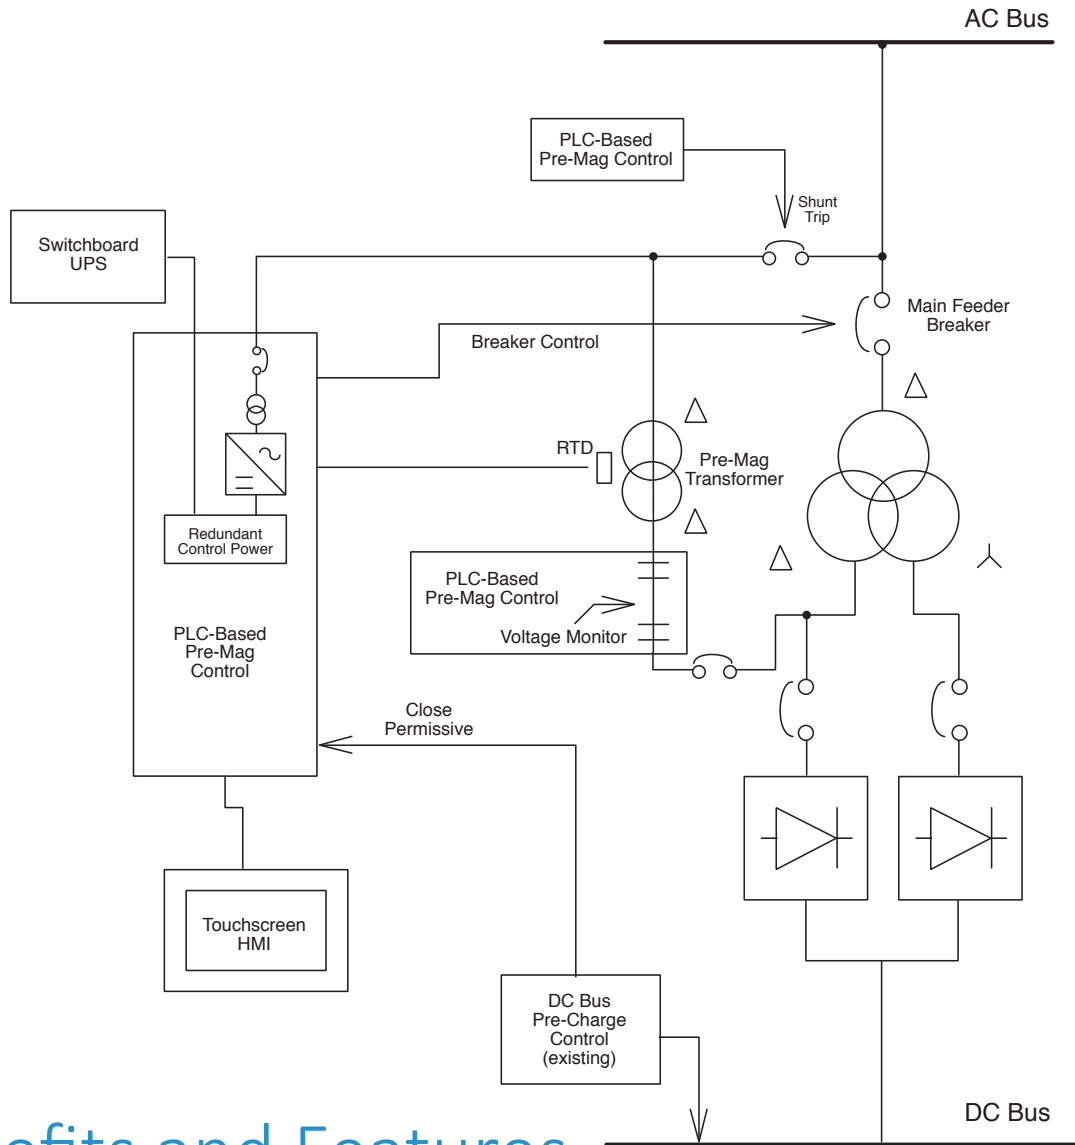 AC Bus
PLC-Based
Pre-Mag Control
Shunt
Trip
Switchboard
UPS
Main Feeder
Breaker
Breaker Control
RTD
Pre-Mag
Transformer
Redundant
Control Power
PLC-Based
Pre-Mag Control
Voltage Monitor
PLC-Based
Pre-Mag
Control
Close
Permissive
Touchscreen
HMI
DC Bus
Pre-Charge
Control
(existing)
DC Bus
and Features